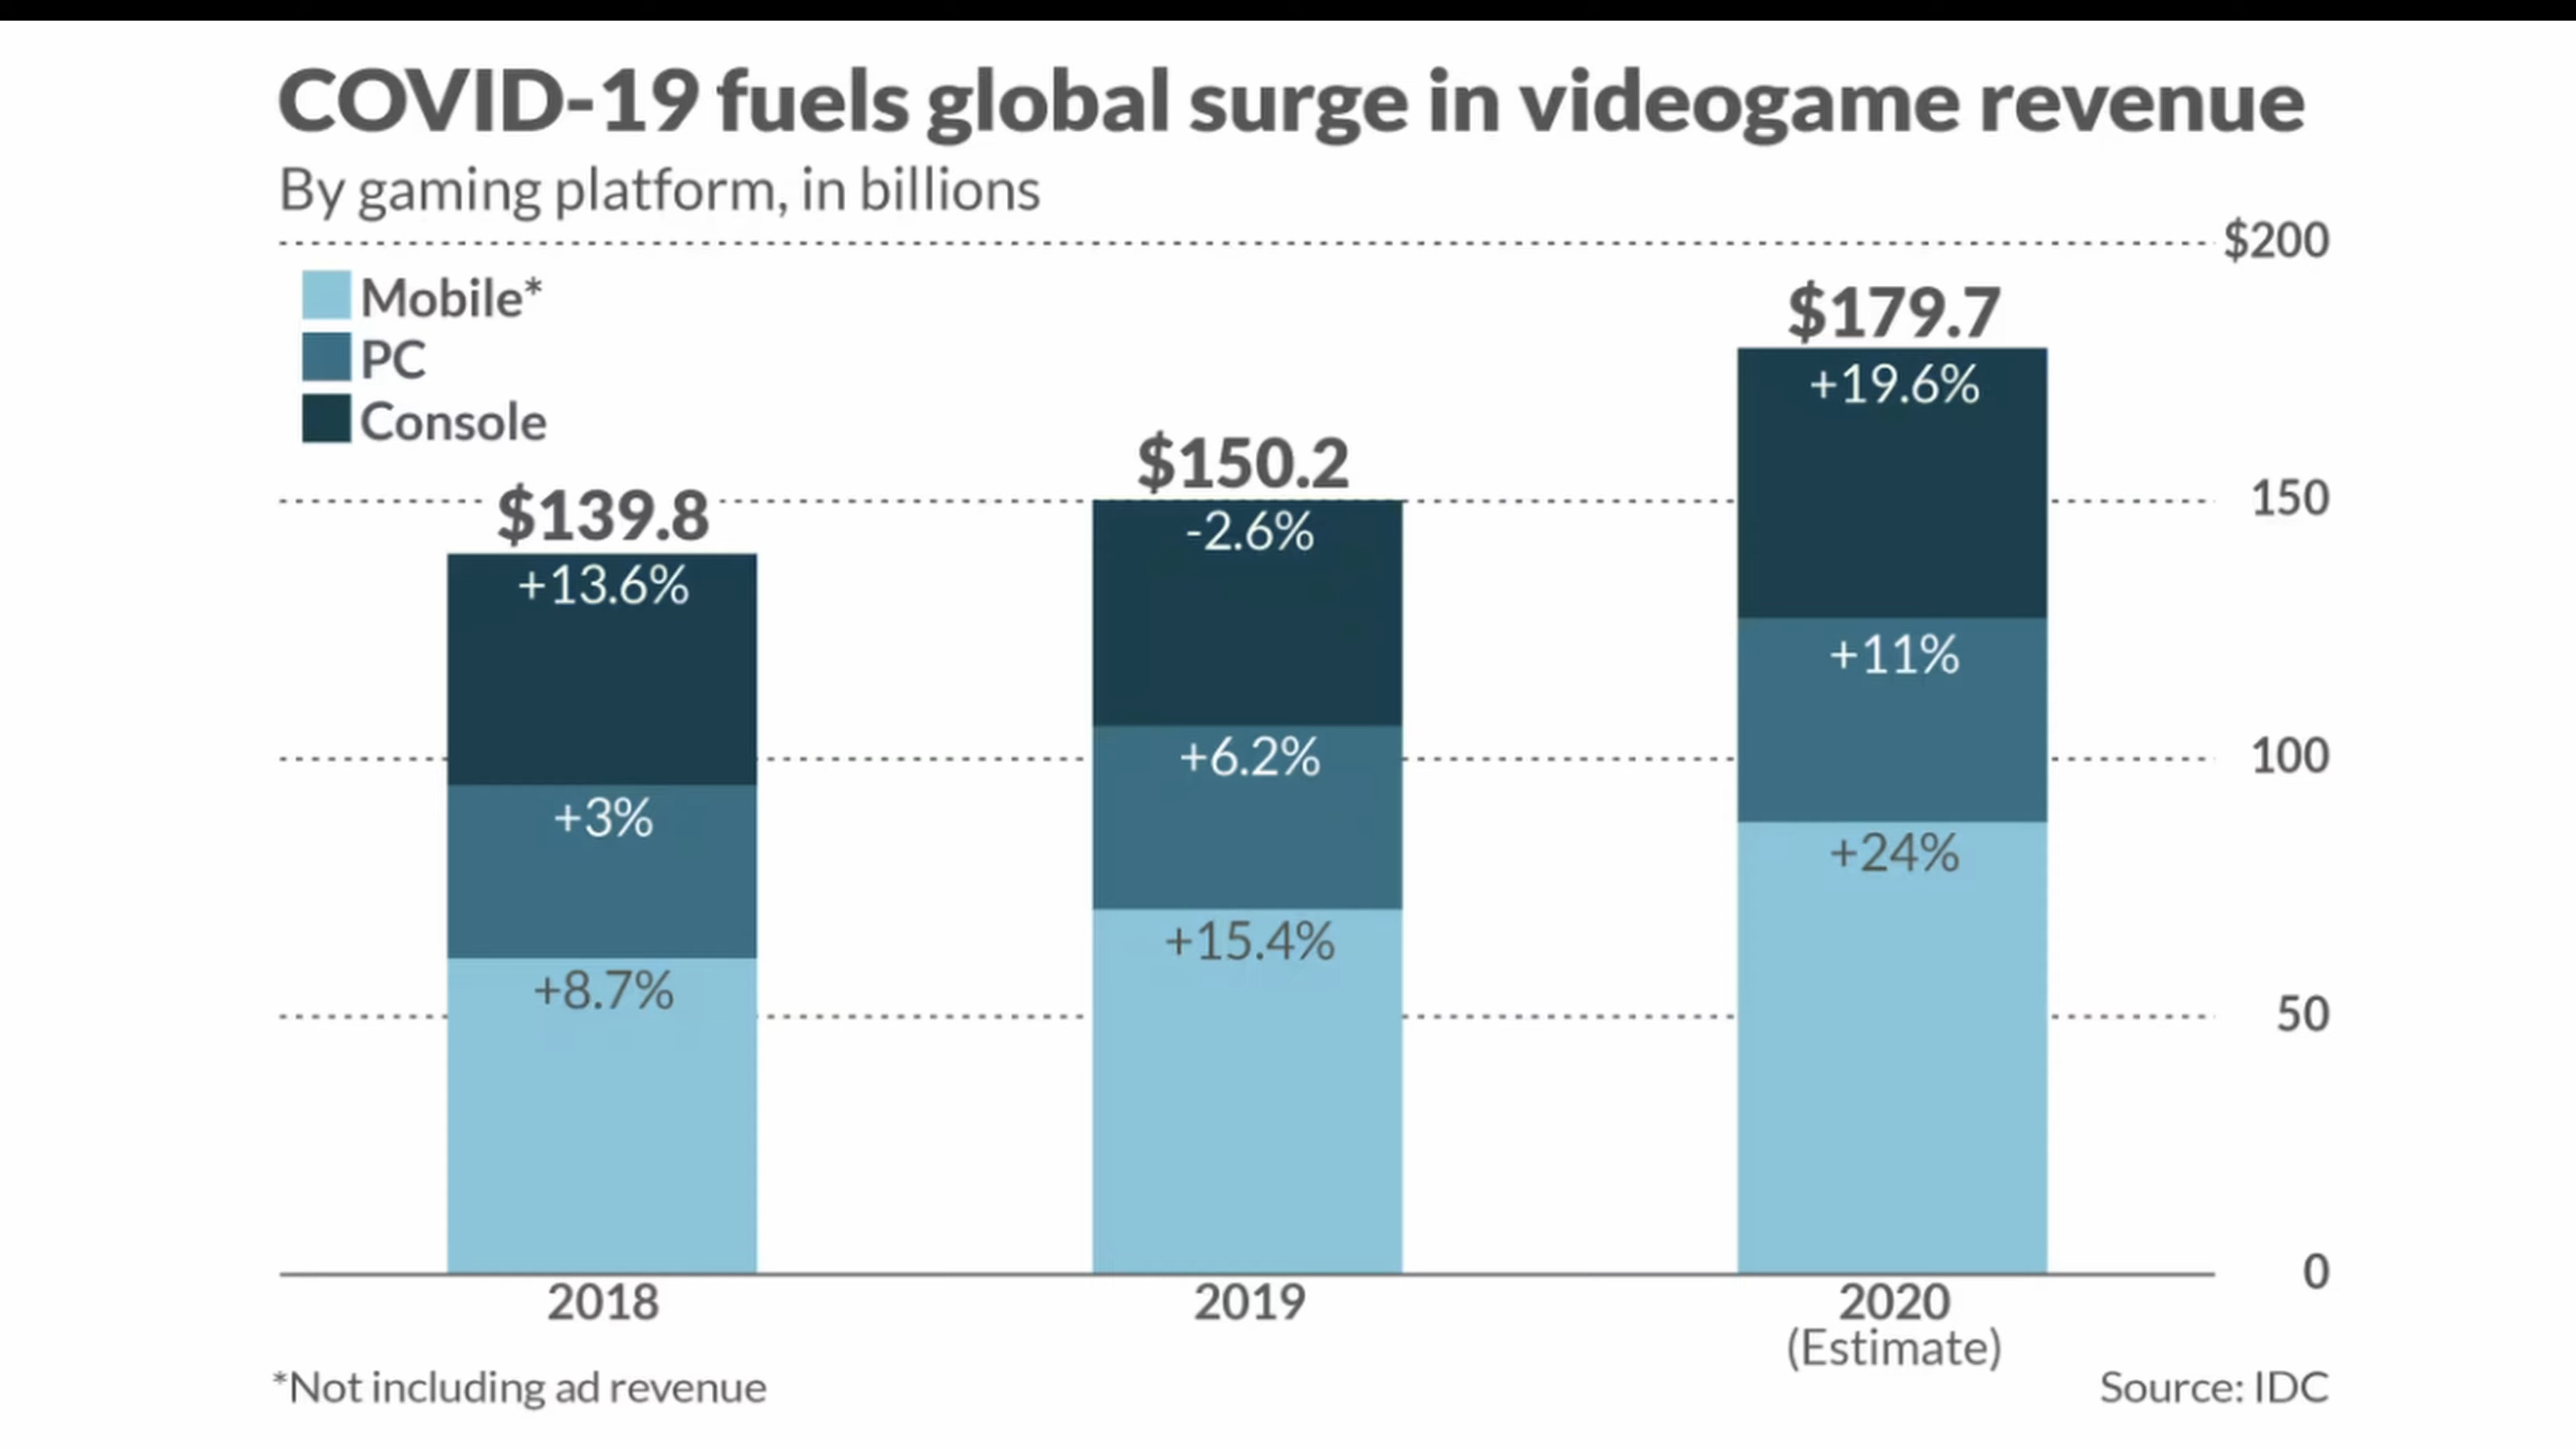 COVID-19 fuels global surge in videogame revenue
By gaming platform, in billions
$200
Mobile*
PC
Console
$179.7
+19.6%
$150.2
150
$139.8
-2.6%
+13.6%
+11%
100
+6.2%
+3%
+24%
+15.4%
+8.7%
50
0
2018
2019
2020
(Estimate)
*Not including ad revenue
Source: IDC